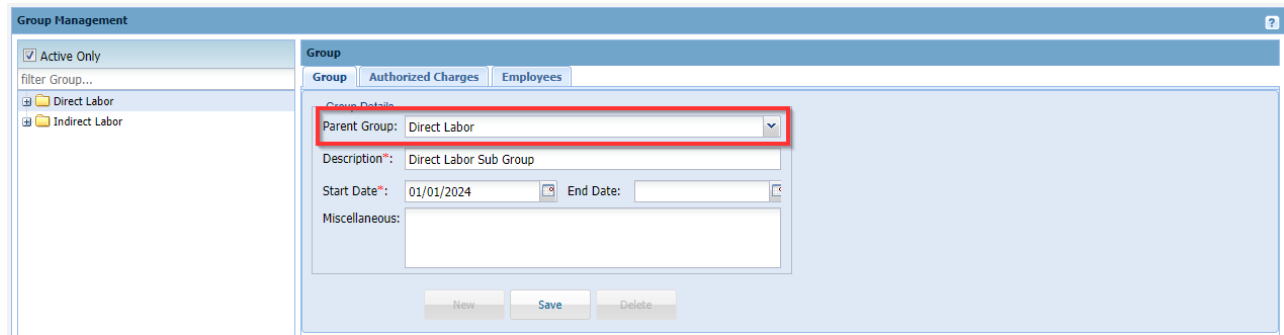 Group Management
?
Active Only
filter Group...
Direct Labor
Indirect Labor
Group
Group Authorized Charges Employees
Group Details
Parent Group: Direct Labor
Description*: Direct Labor Sub Group
Start Date*: 01/01/2024 End Date:
Miscellaneous:
New Save Delete